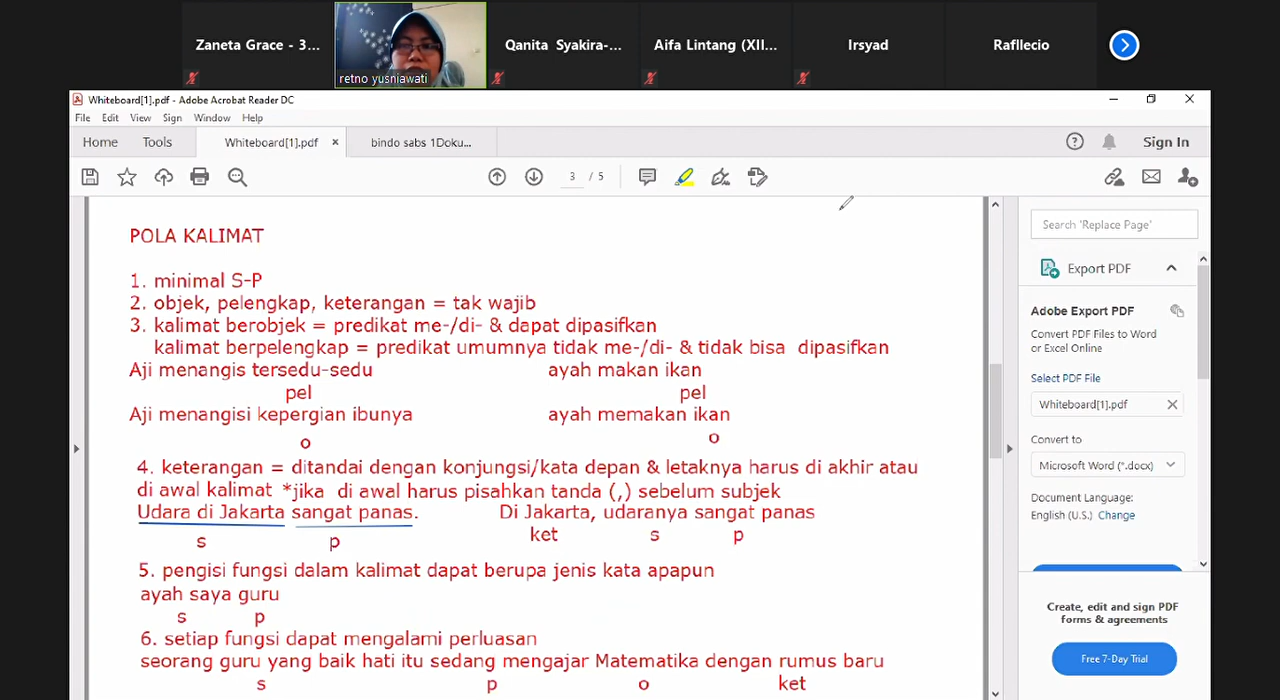 Zaneta Grace - 3...
retno yusniawati
Qanita Syakira-...
Aifa Lintang (XII...
Irsyad
Rafllecio
Whiteboard[1].pdf - Adobe Acrobat Reader DC
File Edit View Sign Window Help
Home Tools Whiteboard[1].pdf × bindo sabs 1Doku... Sign In
3 / 5
POLA KALIMAT
1. minimal S-P
2. objek, pelengkap, keterangan = tak wajib
3. kalimat berobjek = predikat me-/di- & dapat dipasifkan
kalimat berpelengkap = predikat umumnya tidak me-/di- & tidak bisa dipasifkan
Aji menangis tersedu-sedu ayah makan ikan
pel pel
Aji menangisi kepergian ibunya ayah memakan ikan
o o
4. keterangan = ditandai dengan konjungsi/kata depan & letaknya harus di akhir atau
di awal kalimat *jika di awal harus pisahkan tanda (,) sebelum subjek
Udara di Jakarta sangat panas. Di Jakarta, udaranya sangat panas
s p ket s p
5. pengisi fungsi dalam kalimat dapat berupa jenis kata apapun
ayah saya guru
s p
6. setiap fungsi dapat mengalami perluasan
seorang guru yang baik hati itu sedang mengajar Matematika dengan rumus baru
s p o ket
Search 'Replace Page'
Export PDF
Adobe Export PDF
Convert PDF Files to Word
or Excel Online
Select PDF File
Whiteboard[1].pdf
Convert to
Microsoft Word (*.docx)
Document Language:
English (U.S.) Change
Create, edit and sign PDF
forms & agreements
Free 7-Day Trial